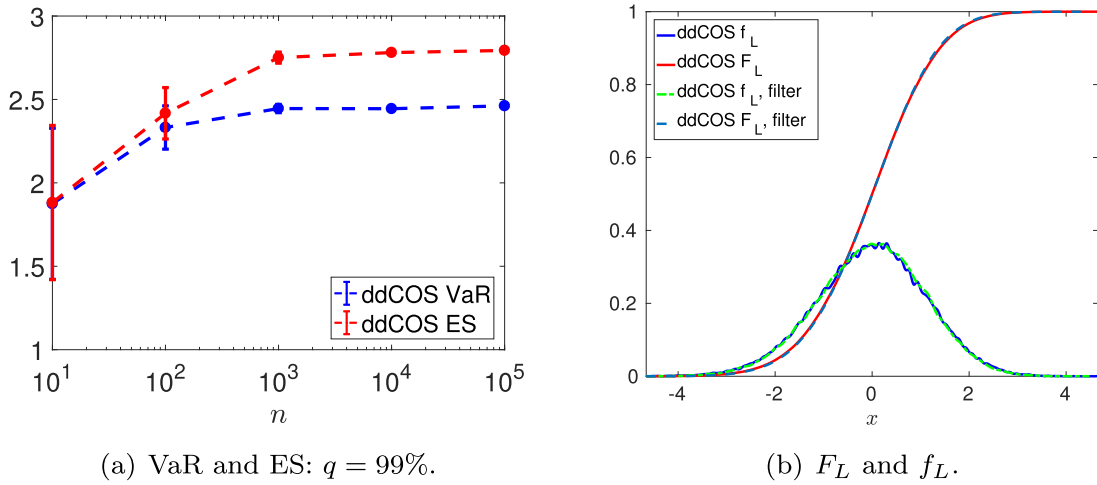 3
2.5
2
1.5
1
10^1 10^2 10^3 10^4 10^5
n
ddCOS VaR
ddCOS ES
(a) VaR and ES: q = 99%.
ddCOS f_L
ddCOS F_L
ddCOS f_L, filter
ddCOS F_L, filter
1
0.8
0.6
0.4
0.2
0
-4 -2 0 2 4
x
(b) F_L and f_L.